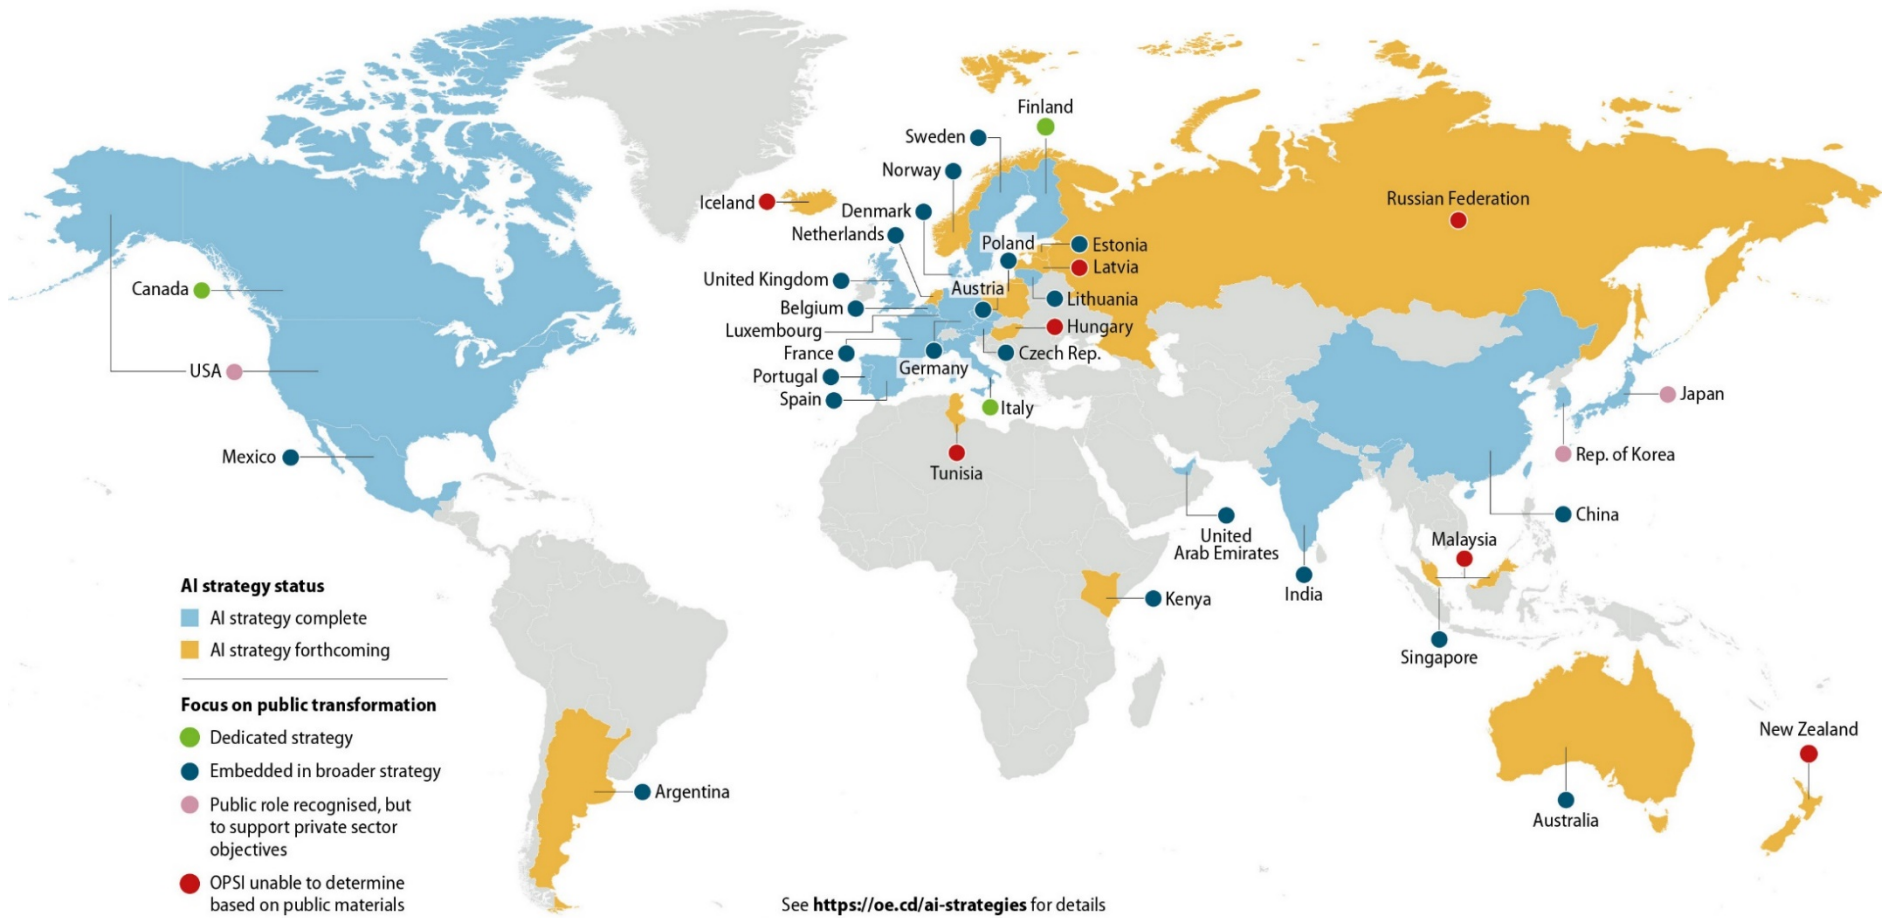 Finland
Sweden
Norway
Iceland
Denmark
Netherlands
Poland
Estonia
Latvia
Russian Federation
United Kingdom
Austria
Lithuania
Belgium
Luxembourg
Hungary
France
Germany
Czech Rep.
Portugal
Spain
Italy
Canada
USA
Mexico
Tunisia
Japan
Rep. of Korea
China
United
Arab Emirates
India
Malaysia
Kenya
Singapore
New Zealand
Australia
Argentina
AI strategy status
AI strategy complete
AI strategy forthcoming
Focus on public transformation
Dedicated strategy
Embedded in broader strategy
Public role recognised, but
to support private sector
objectives
OPSI unable to determine
based on public materials
See https://oe.cd/ai-strategies for details